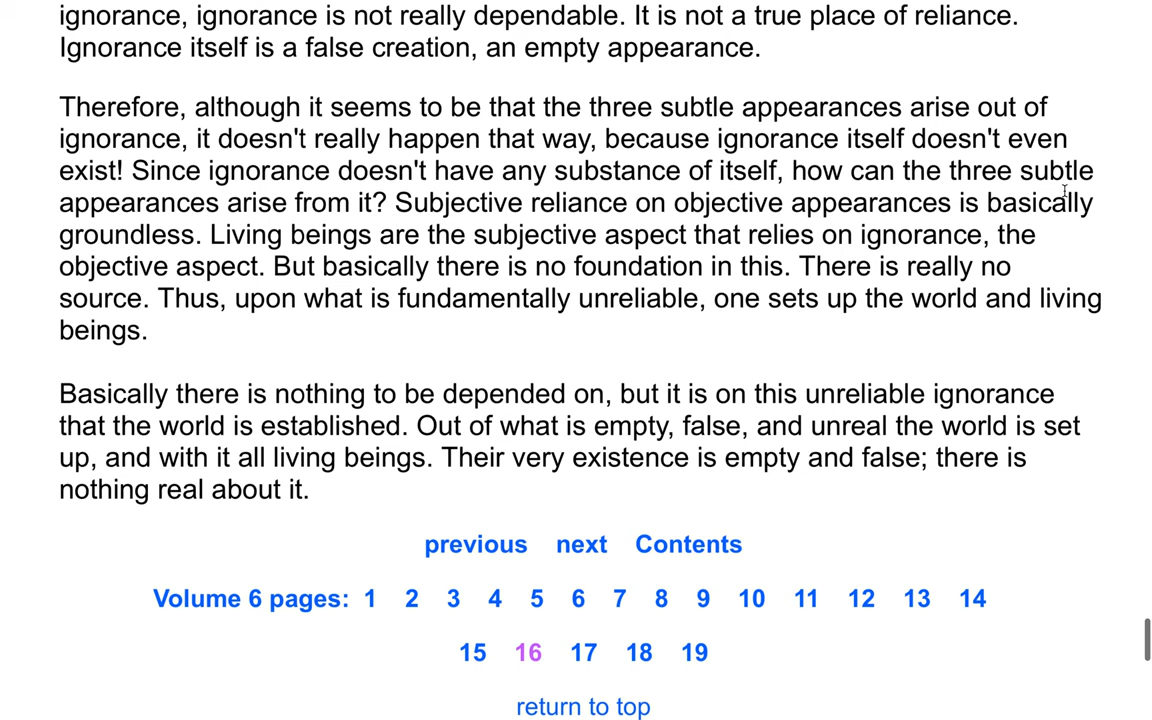 ignorance, ignorance is not really dependable. It is not a true place of reliance.
Ignorance itself is a false creation, an empty appearance.
Therefore, although it seems to be that the three subtle appearances arise out of
ignorance, it doesn't really happen that way, because ignorance itself doesn't even
exist! Since ignorance doesn't have any substance of itself, how can the three subtle
appearances arise from it? Subjective reliance on objective appearances is basically
groundless. Living beings are the subjective aspect that relies on ignorance, the
objective aspect. But basically there is no foundation in this. There is really no
source. Thus, upon what is fundamentally unreliable, one sets up the world and living
beings.
Basically there is nothing to be depended on, but it is on this unreliable ignorance
that the world is established. Out of what is empty, false, and unreal the world is set
up, and with it all living beings. Their very existence is empty and false; there is
nothing real about it.
previous next Contents
Volume 6 pages: 1 2 3 4 5 6 7 8 9 10 11 12 13 14
15 16 17 18 19
return to top